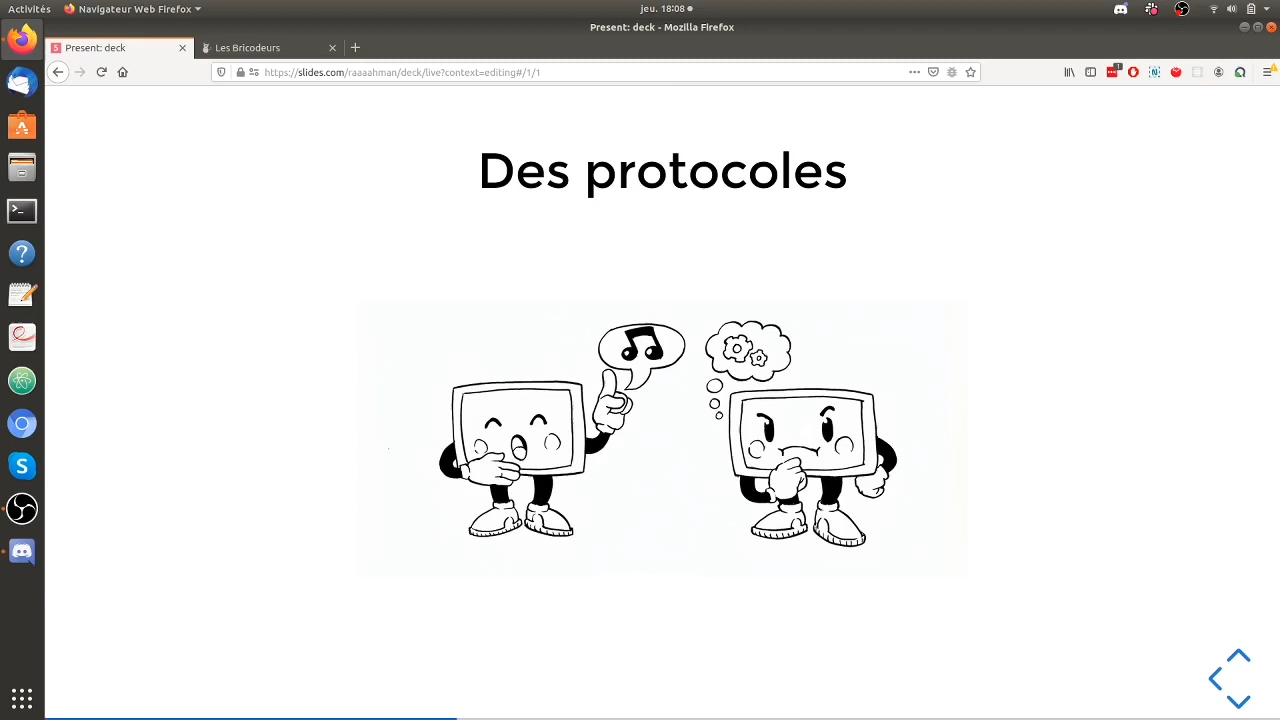 Activités
Navigateur Web Firefox
jeu. 18:08
Present: deck - Mozilla Firefox
Present: deck
Les Bricodeurs
https://slides.com/raaaahman/deck/live?context=editing#/1/1
Des protocoles